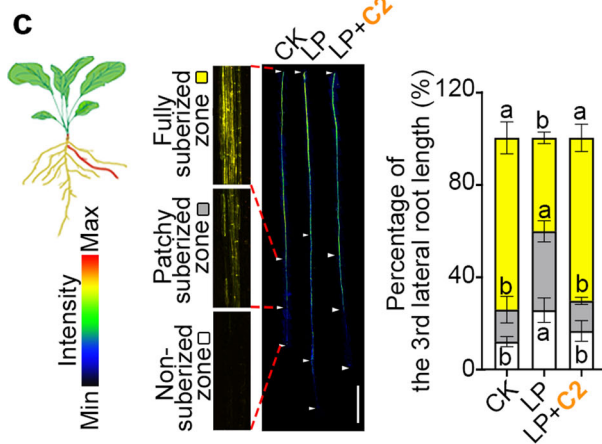 c
CK
LP
LP+C2
Fully
suberized
zone
Patchy
suberized
zone
Non-
suberized
zone
Max
Intensity
Min
Percentage of
the 3rd lateral root length (%)
120
80
40
0
a
b
a
b
a
b
b
a
b
CK
LP
LP+C2